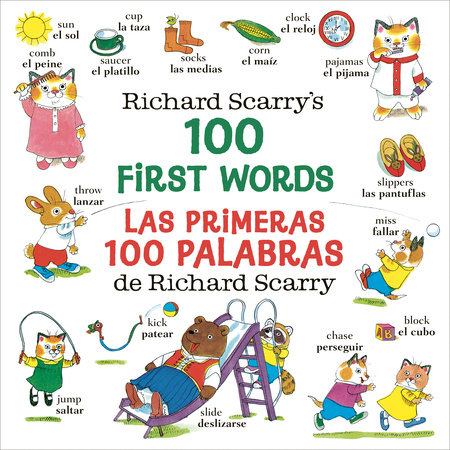 sun
el sol
cup
la taza
clock
el reloj
comb
el peine
saucer
el platillo
socks
las medias
corn
el maíz
pajamas
el pijama
Richard Scarry's
100
FiRST WORDS
slippers
las pantuflas
throw
lanzar
LAS PRiMERAS
100 PALABRAS
de Richard Scarry
miss
fallar
kick
patear
chase
perseguir
block
el cubo
AB
jump
saltar
slide
deslizarse